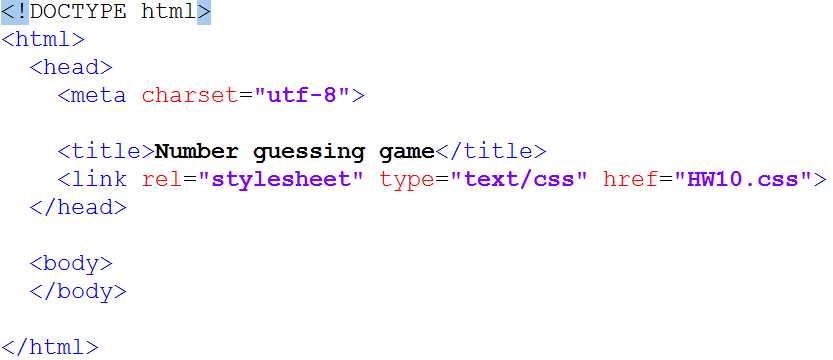 <!DOCTYPE html>
<html>
<head>
<meta charset="utf-8">
<title>Number guessing game</title>
<link rel="stylesheet" type="text/css" href="HW10.css">
</head>
<body>
</body>
</html>